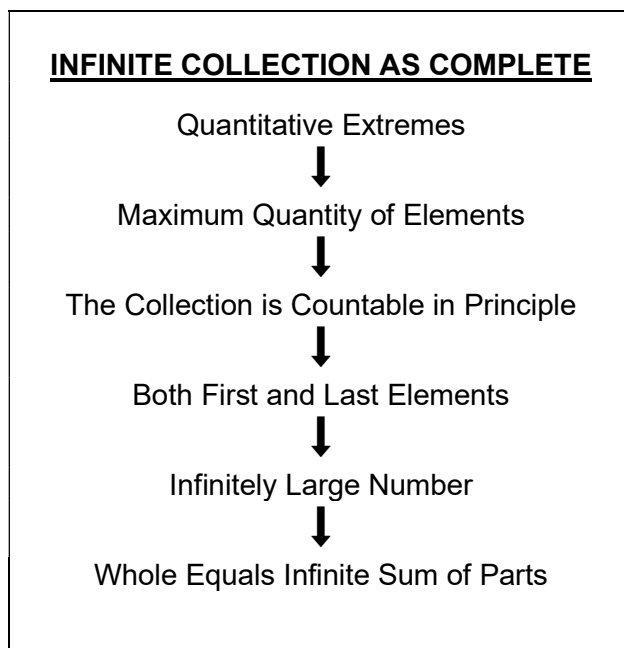 INFINITE COLLECTION AS COMPLETE
Quantitative Extremes
Maximum Quantity of Elements
The Collection is Countable in Principle
Both First and Last Elements
Infinitely Large Number
Whole Equals Infinite Sum of Parts